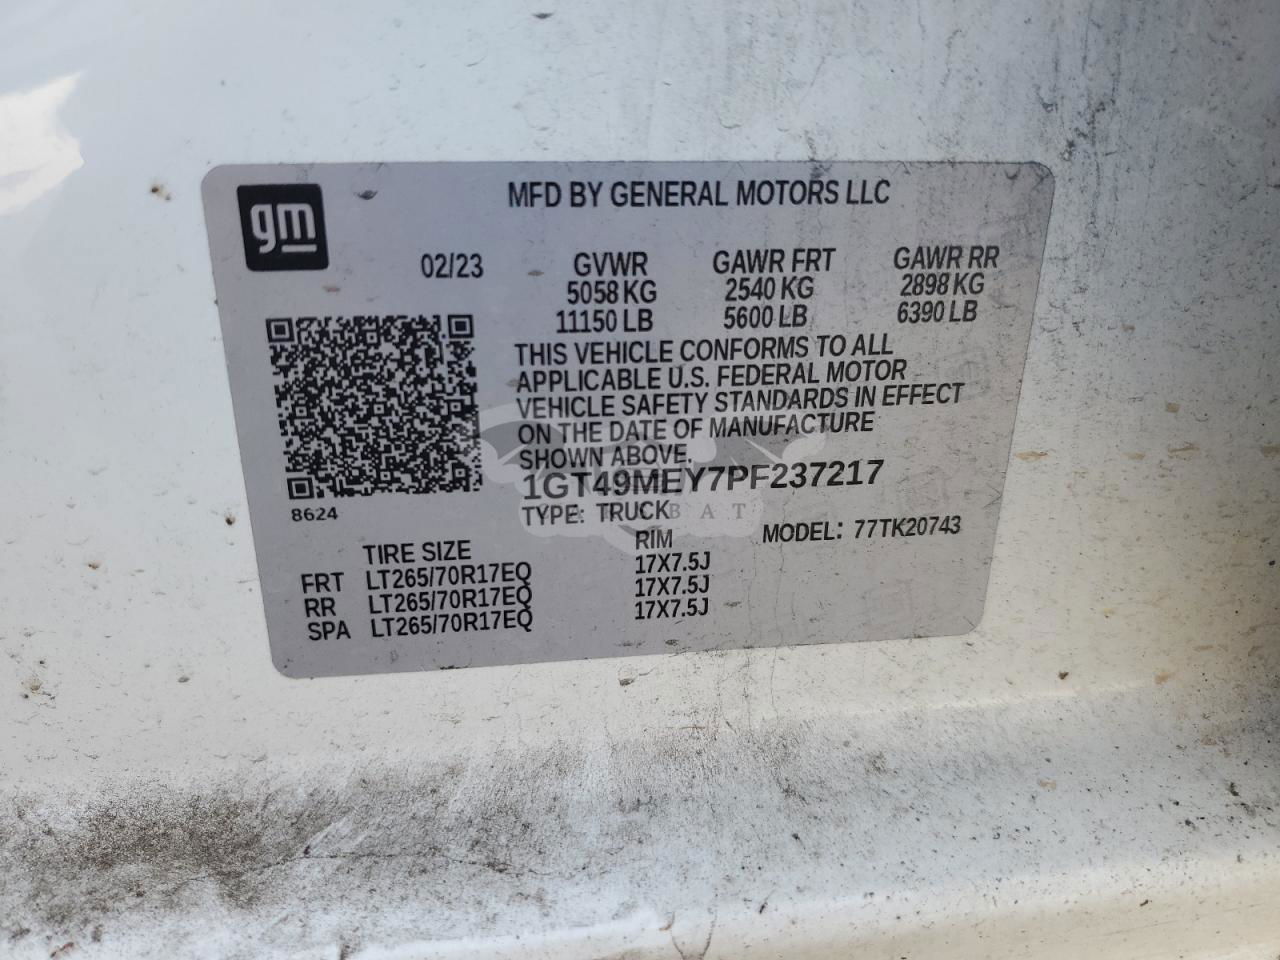 gm
MFD BY GENERAL MOTORS LLC
02/23 GVWR GAWR FRT GAWR RR
5058 KG 2540 KG 2898 KG
11150 LB 5600 LB 6390 LB
THIS VEHICLE CONFORMS TO ALL
APPLICABLE U.S. FEDERAL MOTOR
VEHICLE SAFETY STANDARDS IN EFFECT
ON THE DATE OF MANUFACTURE
SHOWN ABOVE.
1GT49MEY7PF237217
8624
TYPE: TRUCK MODEL: 77TK20743
TIRE SIZE RIM
FRT LT265/70R17EQ 17X7.5J
RR LT265/70R17EQ 17X7.5J
SPA LT265/70R17EQ 17X7.5J